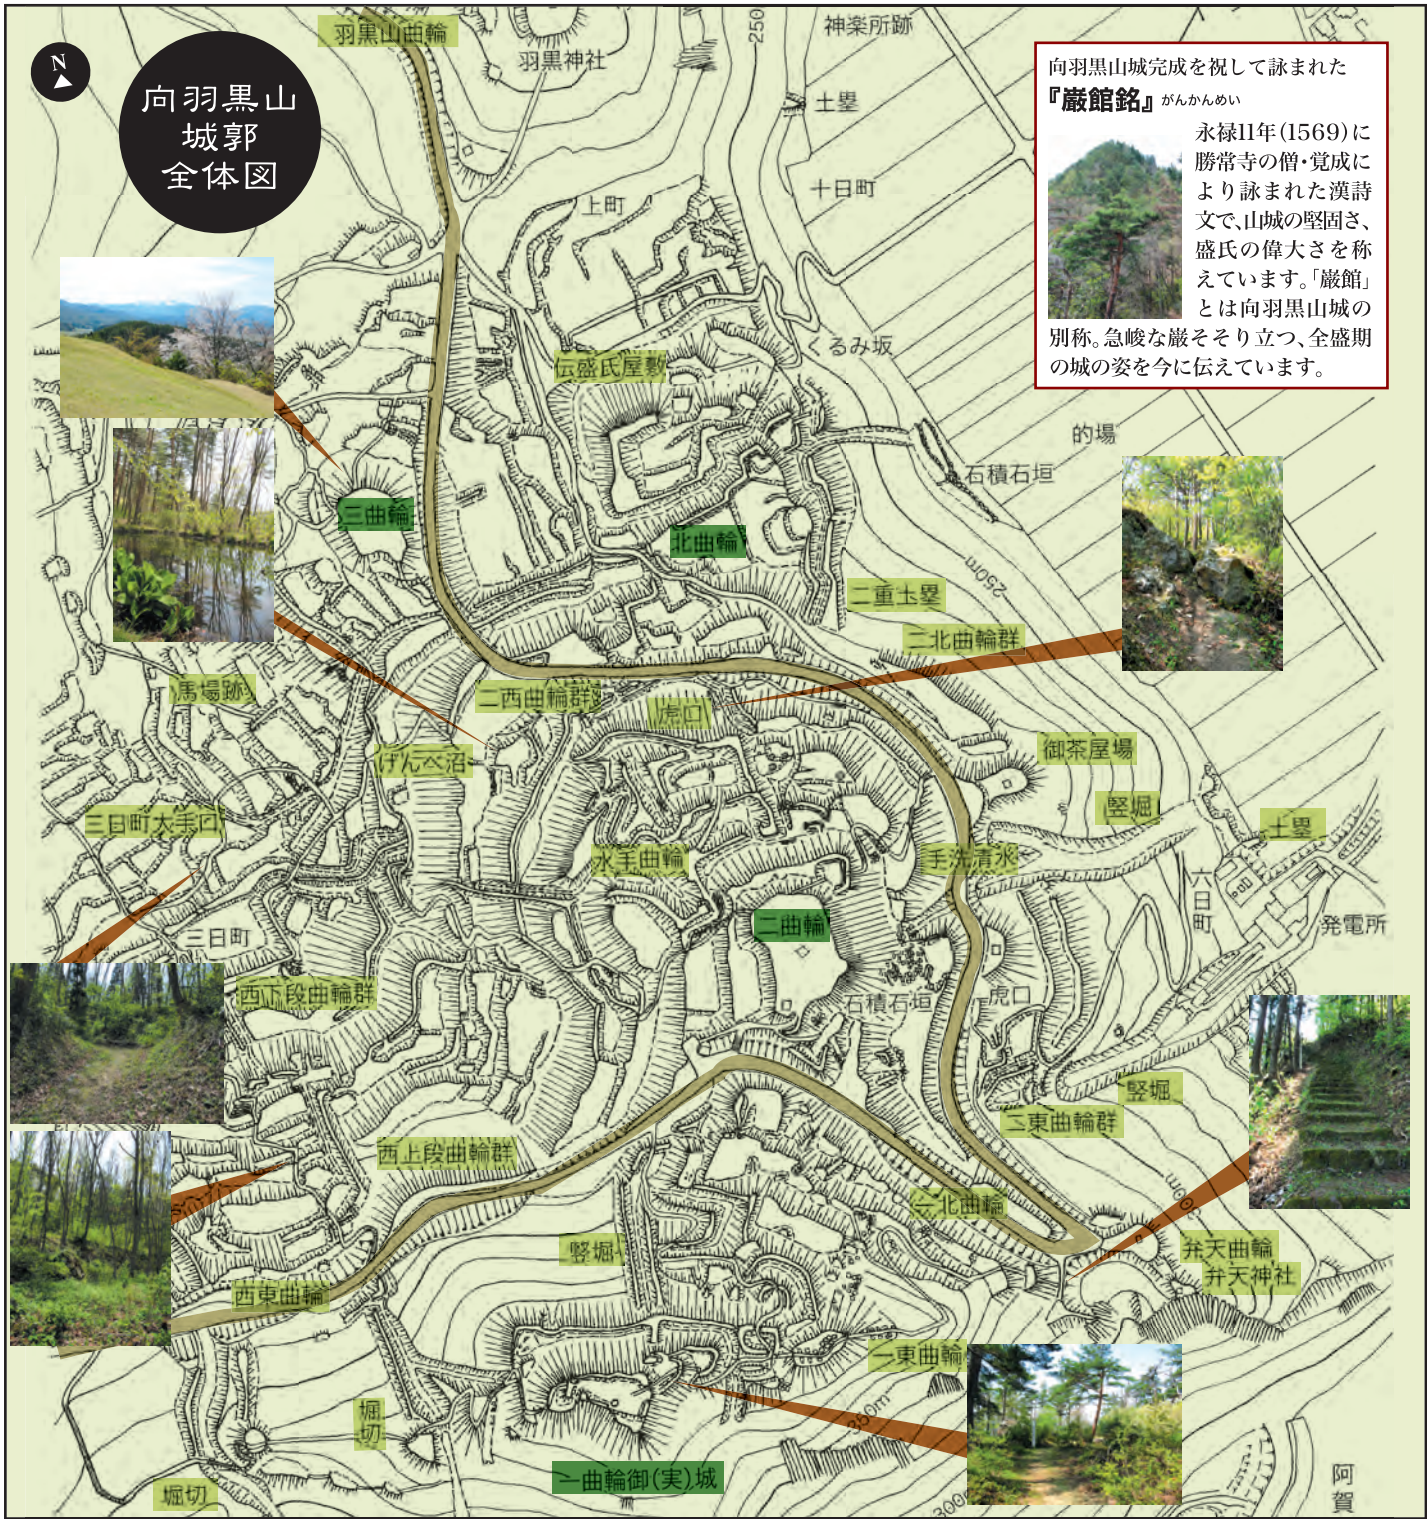 羽黒山曲輪
神楽所跡
250
羽黒神社
N
向羽黒山
城郭
全体図
向羽黒山城完成を祝して詠まれた
『巌館銘』がんかんめい
永禄11年(1569)に
勝常寺の僧・覚成に
より詠まれた漢詩
文で、山城の堅固さ、
盛氏の偉大さを称
えています。「巌館」
とは向羽黒山城の
別称。急峻な巌そそり立つ、全盛期
の城の姿を今に伝えています。
土塁
十日町
上町
くるみ坂
伝盛氏屋敷
的場
石積石垣
三曲輪
北曲輪
250m
二重土塁
二北曲輪群
馬場跡
二西曲輪群
虎口
御茶屋場
げんべ沼
竪堀
土塁
三日町大手口
水手曲輪
手洗清水
六日町
二曲輪
発電所
三日町
西下段曲輪群
石積石垣
虎口
竪堀
二東曲輪群
西上段曲輪群
一北曲輪
300m
竪堀
弁天曲輪
弁天神社
西東曲輪
一東曲輪
350m
堀切
一曲輪御(実)城
堀切
300m
阿賀